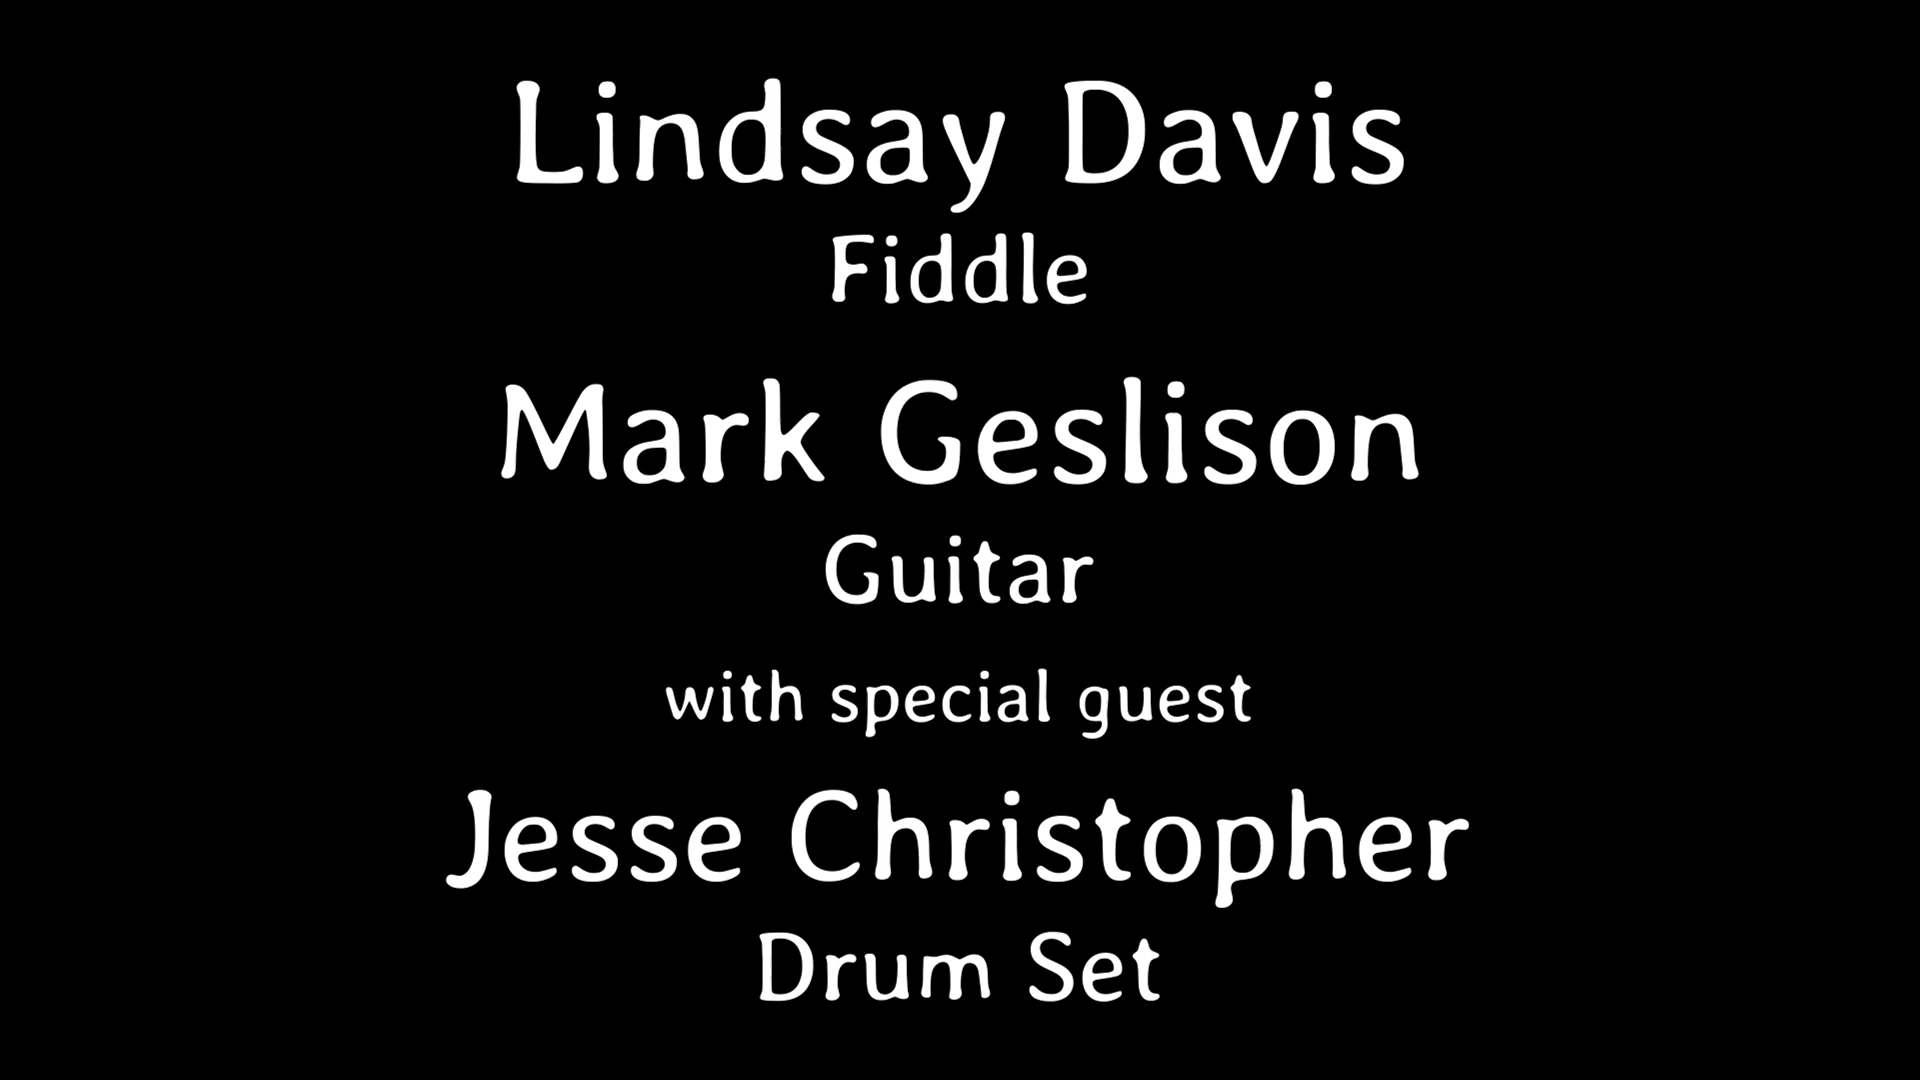 Lindsay Davis
Fiddle
Mark Geslison
Guitar
with special guest
Jesse Christopher
Drum Set